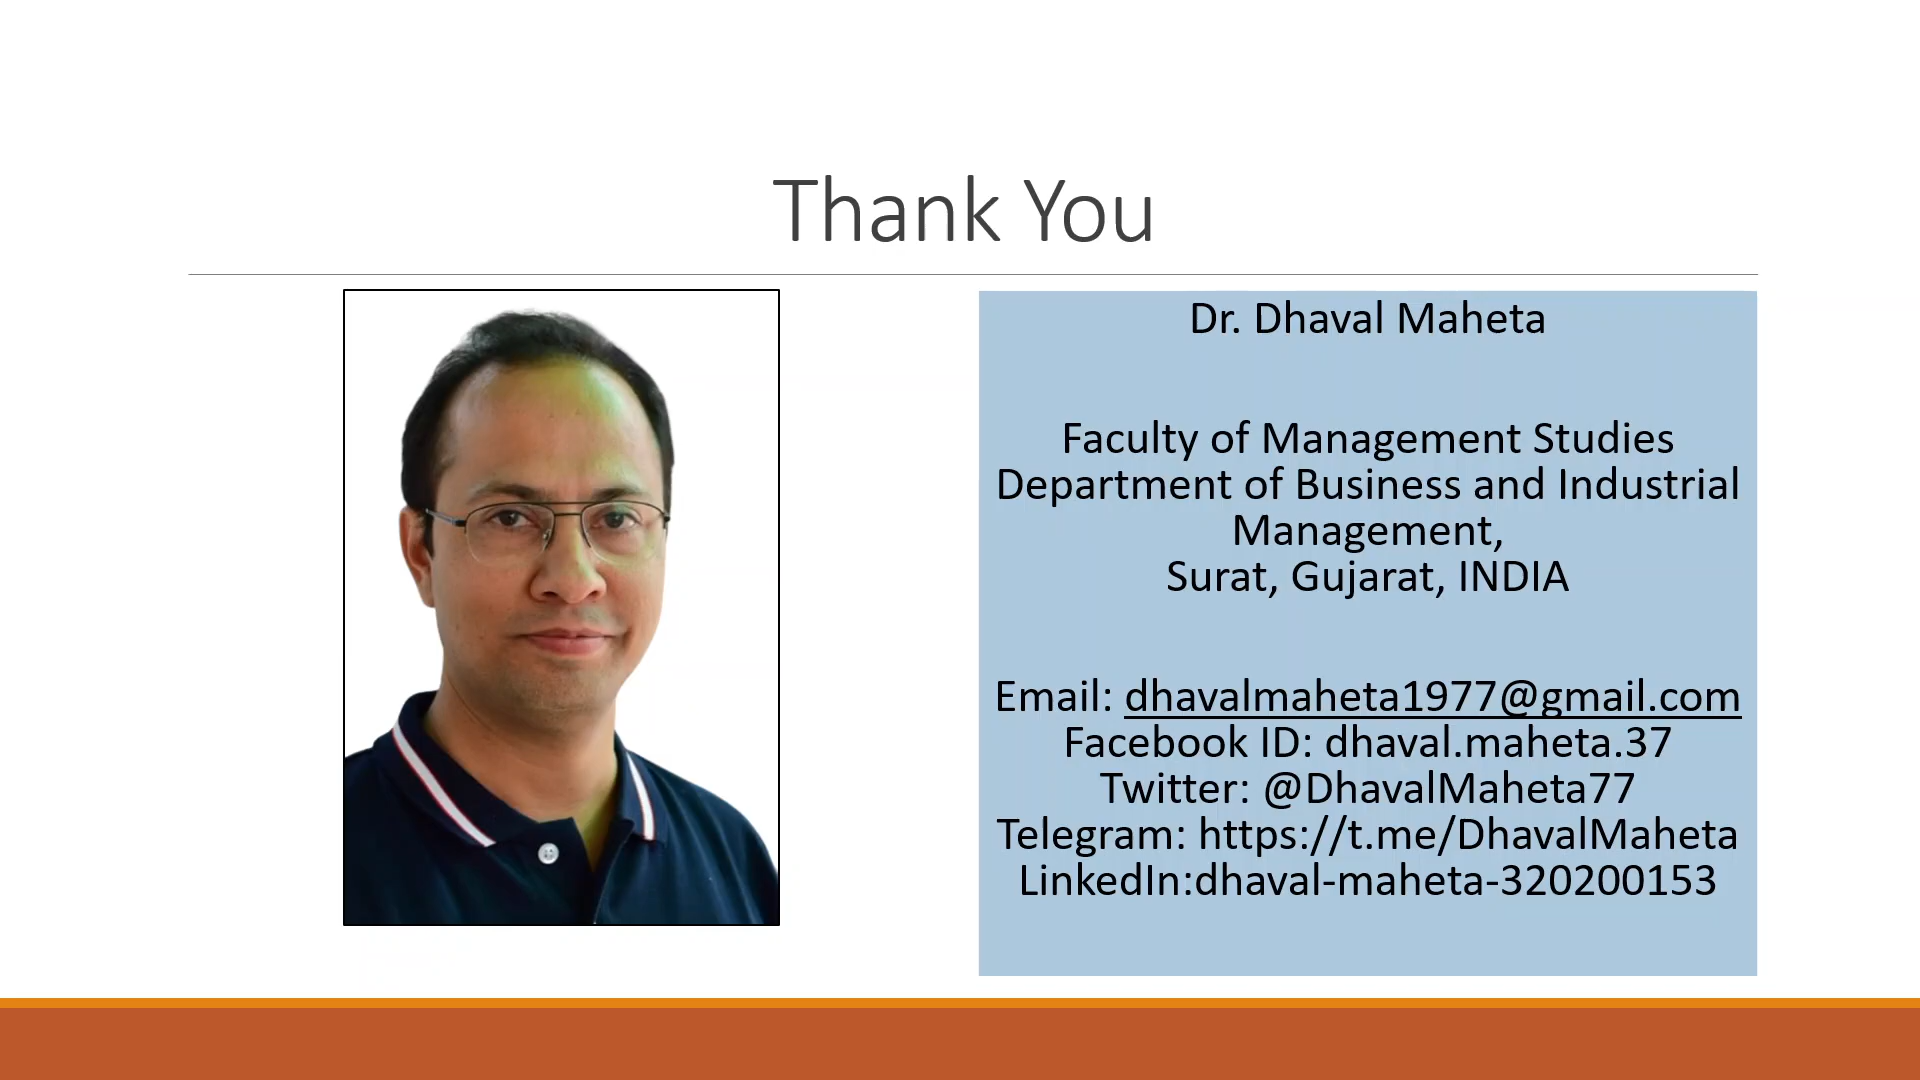 Thank You
Dr. Dhaval Maheta
Faculty of Management Studies
Department of Business and Industrial
Management,
Surat, Gujarat, INDIA
Email: dhavalmaheta1977@gmail.com
Facebook ID: dhaval.maheta.37
Twitter: @DhavalMaheta77
Telegram: https://t.me/DhavalMaheta
LinkedIn:dhaval-maheta-320200153